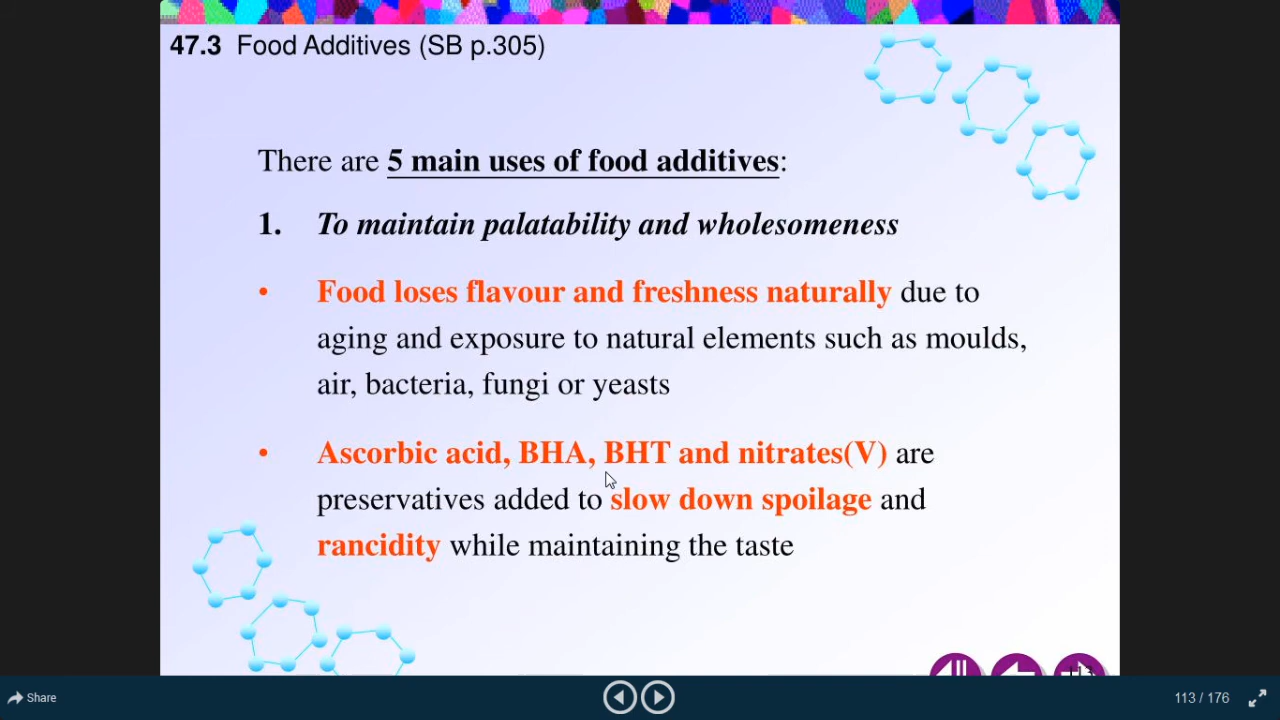 47.3 Food Additives (SB p.305)
There are 5 main uses of food additives:
1. To maintain palatability and wholesomeness
• Food loses flavour and freshness naturally due to
aging and exposure to natural elements such as moulds,
air, bacteria, fungi or yeasts
• Ascorbic acid, BHA, BHT and nitrates(V) are
preservatives added to slow down spoilage and
rancidity while maintaining the taste
Share
113 / 176